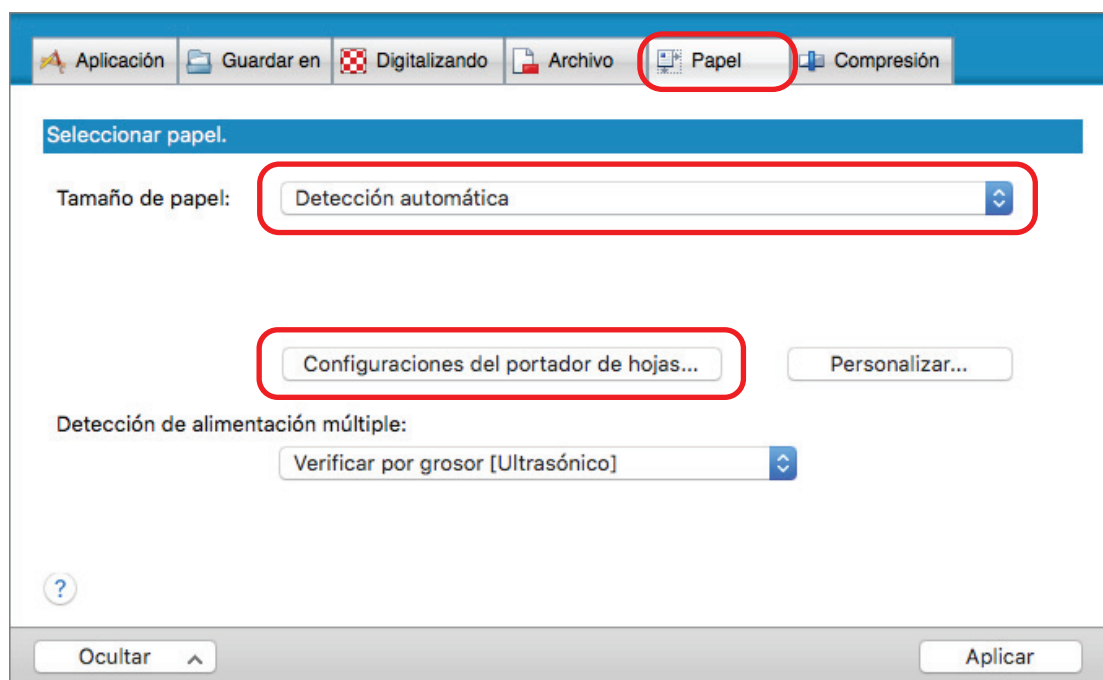 Aplicación Guardar en Digitalizando Archivo Papel Compresión
Seleccionar papel.
Tamaño de papel: Detección automática
Configuraciones del portador de hojas... Personalizar...
Detección de alimentación múltiple:
Verificar por grosor [Ultrasónico]
?
Ocultar Aplicar